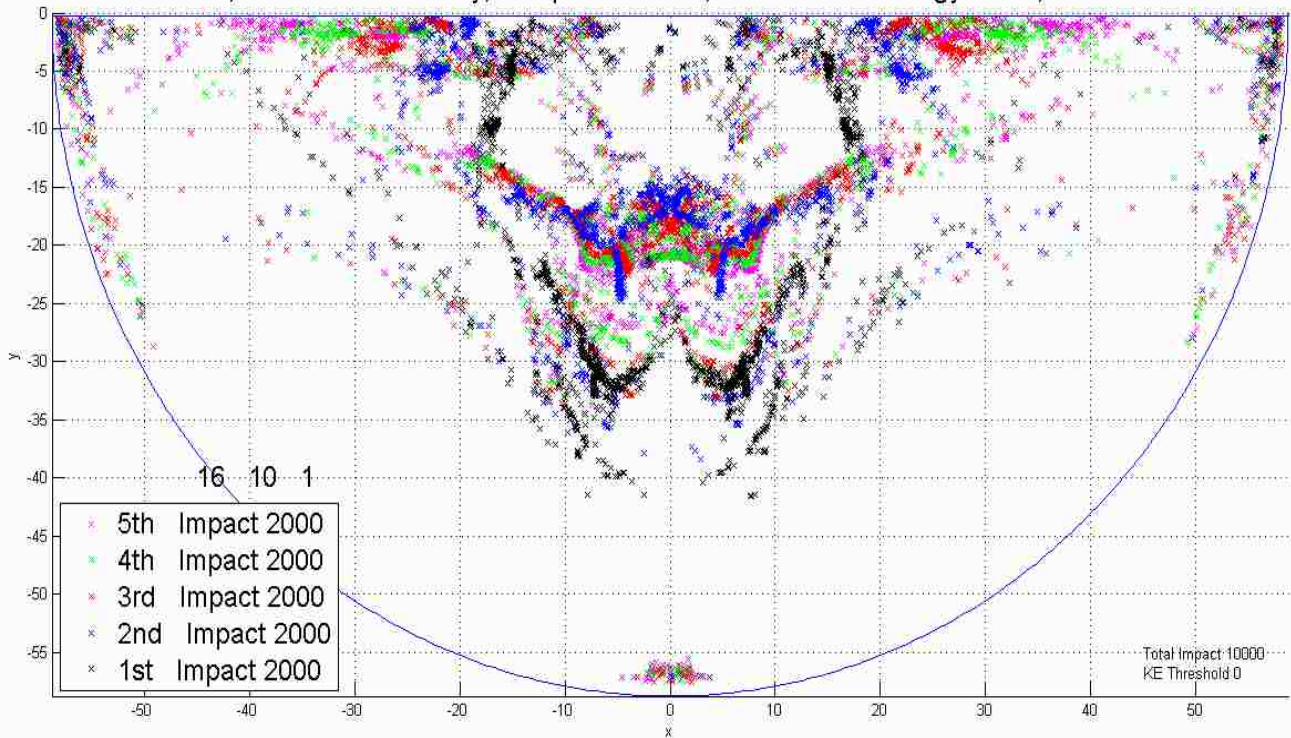 0
-5
-10
-15
-20
-25
-30
-35
-40
-45
-50
-55
y
16 10 1
5th Impact 2000
4th Impact 2000
3rd Impact 2000
2nd Impact 2000
1st Impact 2000
Total Impact 10000
KE Threshold 0
-50 -40 -30 -20 -10 0 10 20 30 40 50
x